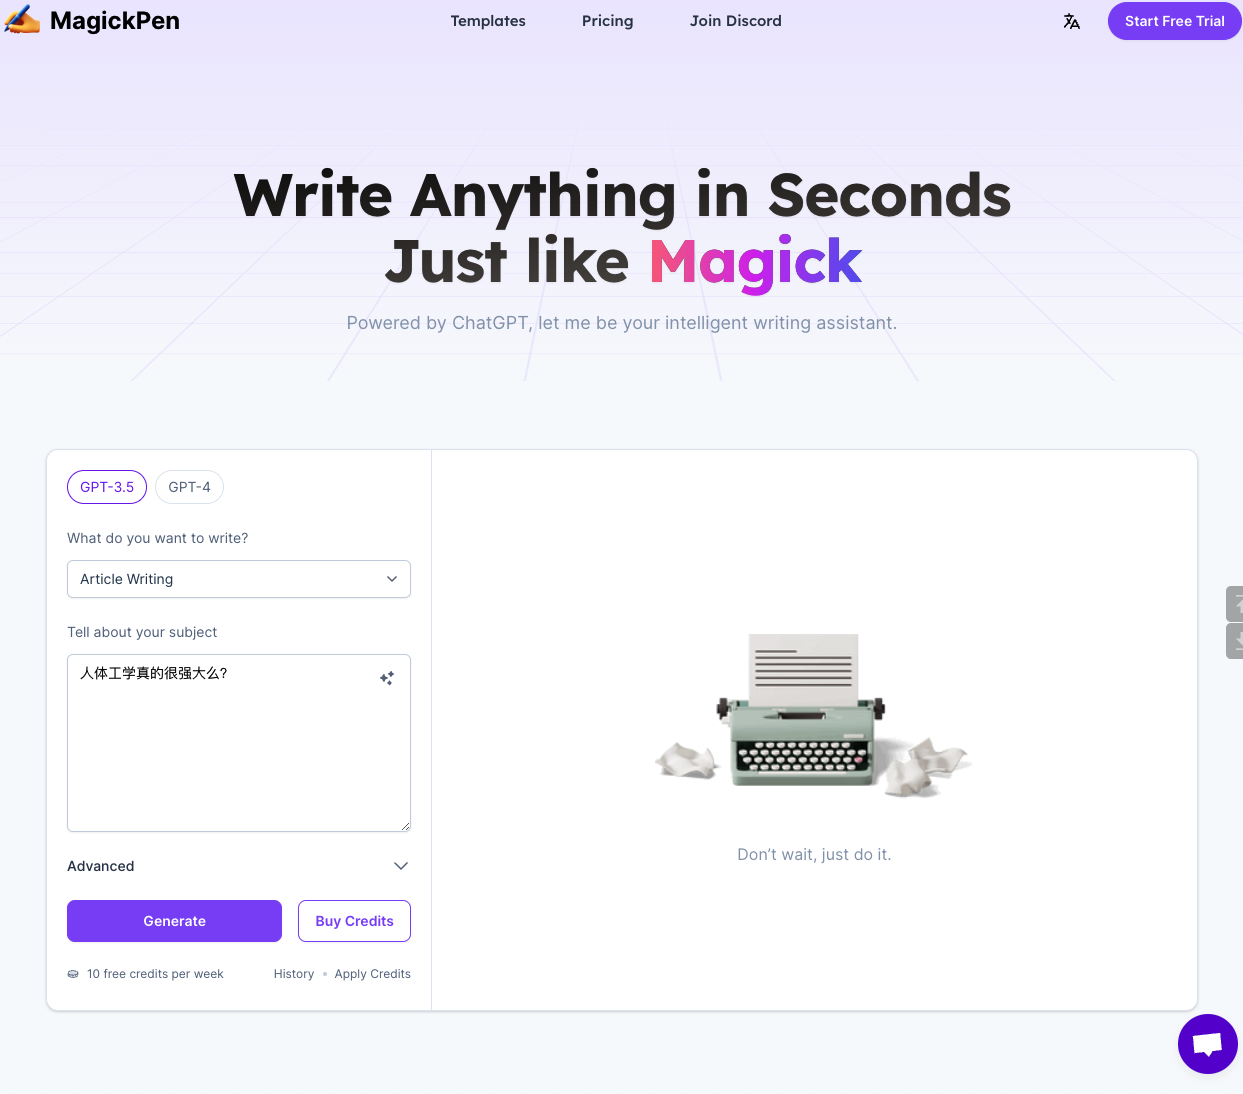 MagickPen
Templates
Pricing
Join Discord
Start Free Trial
Write Anything in Seconds
Just like Magick
Powered by ChatGPT, let me be your intelligent writing assistant.
GPT-3.5
GPT-4
What do you want to write?
Article Writing
Tell about your subject
人体工学真的很强大么?
Advanced
Generate
Buy Credits
10 free credits per week
History • Apply Credits
Don’t wait, just do it.